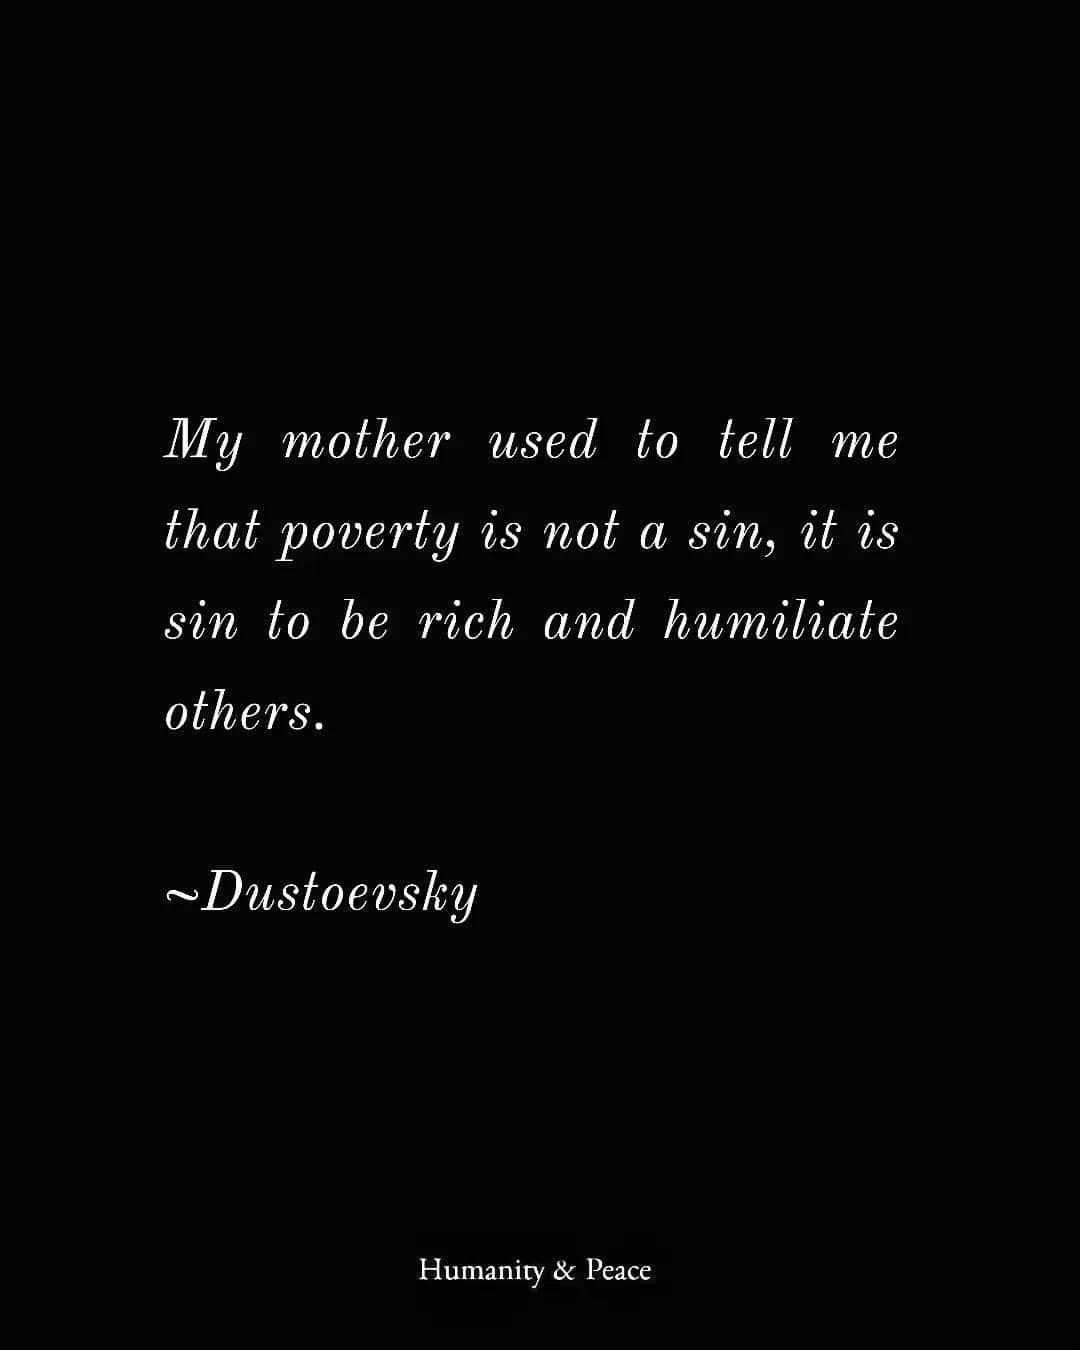 My mother used to tell me
that poverty is not a sin, it is
sin to be rich and humiliate
others.
~Dustoevsky
Humanity & Peace